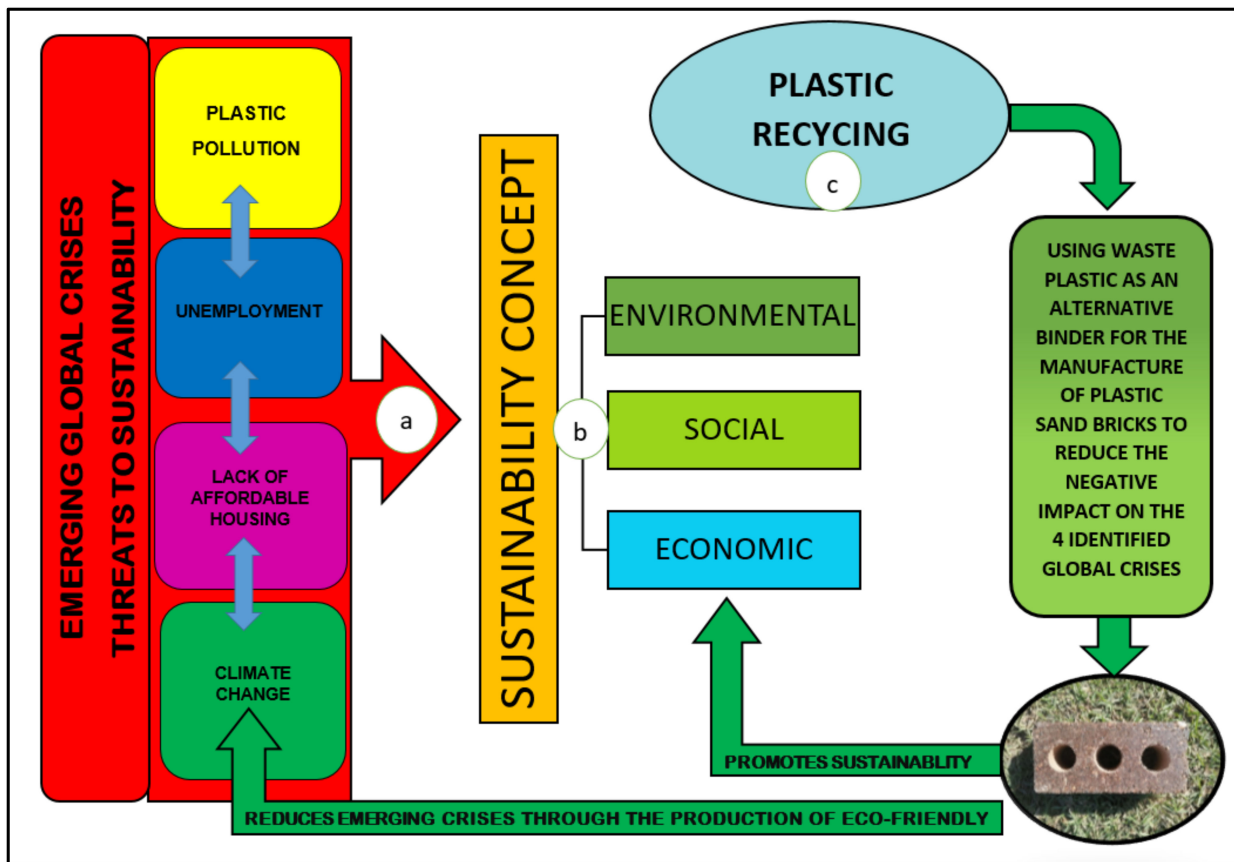 EMERGING GLOBAL CRISES
THREATS TO SUSTAINABILITY
PLASTIC
POLLUTION
UNEMPLOYMENT
LACK OF
AFFORDABLE
HOUSING
CLIMATE
CHANGE
a
SUSTAINABILITY CONCEPT
b
ENVIRONMENTAL
SOCIAL
ECONOMIC
PLASTIC
RECYCING
c
USING WASTE
PLASTIC AS AN
ALTERNATIVE
BINDER FOR THE
MANUFACTURE
OF PLASTIC
SAND BRICKS TO
REDUCE THE
NEGATIVE
IMPACT ON THE
4 IDENTIFIED
GLOBAL CRISES
PROMOTES SUSTAINABLITY
REDUCES EMERGING CRISES THROUGH THE PRODUCTION OF ECO-FRIENDLY